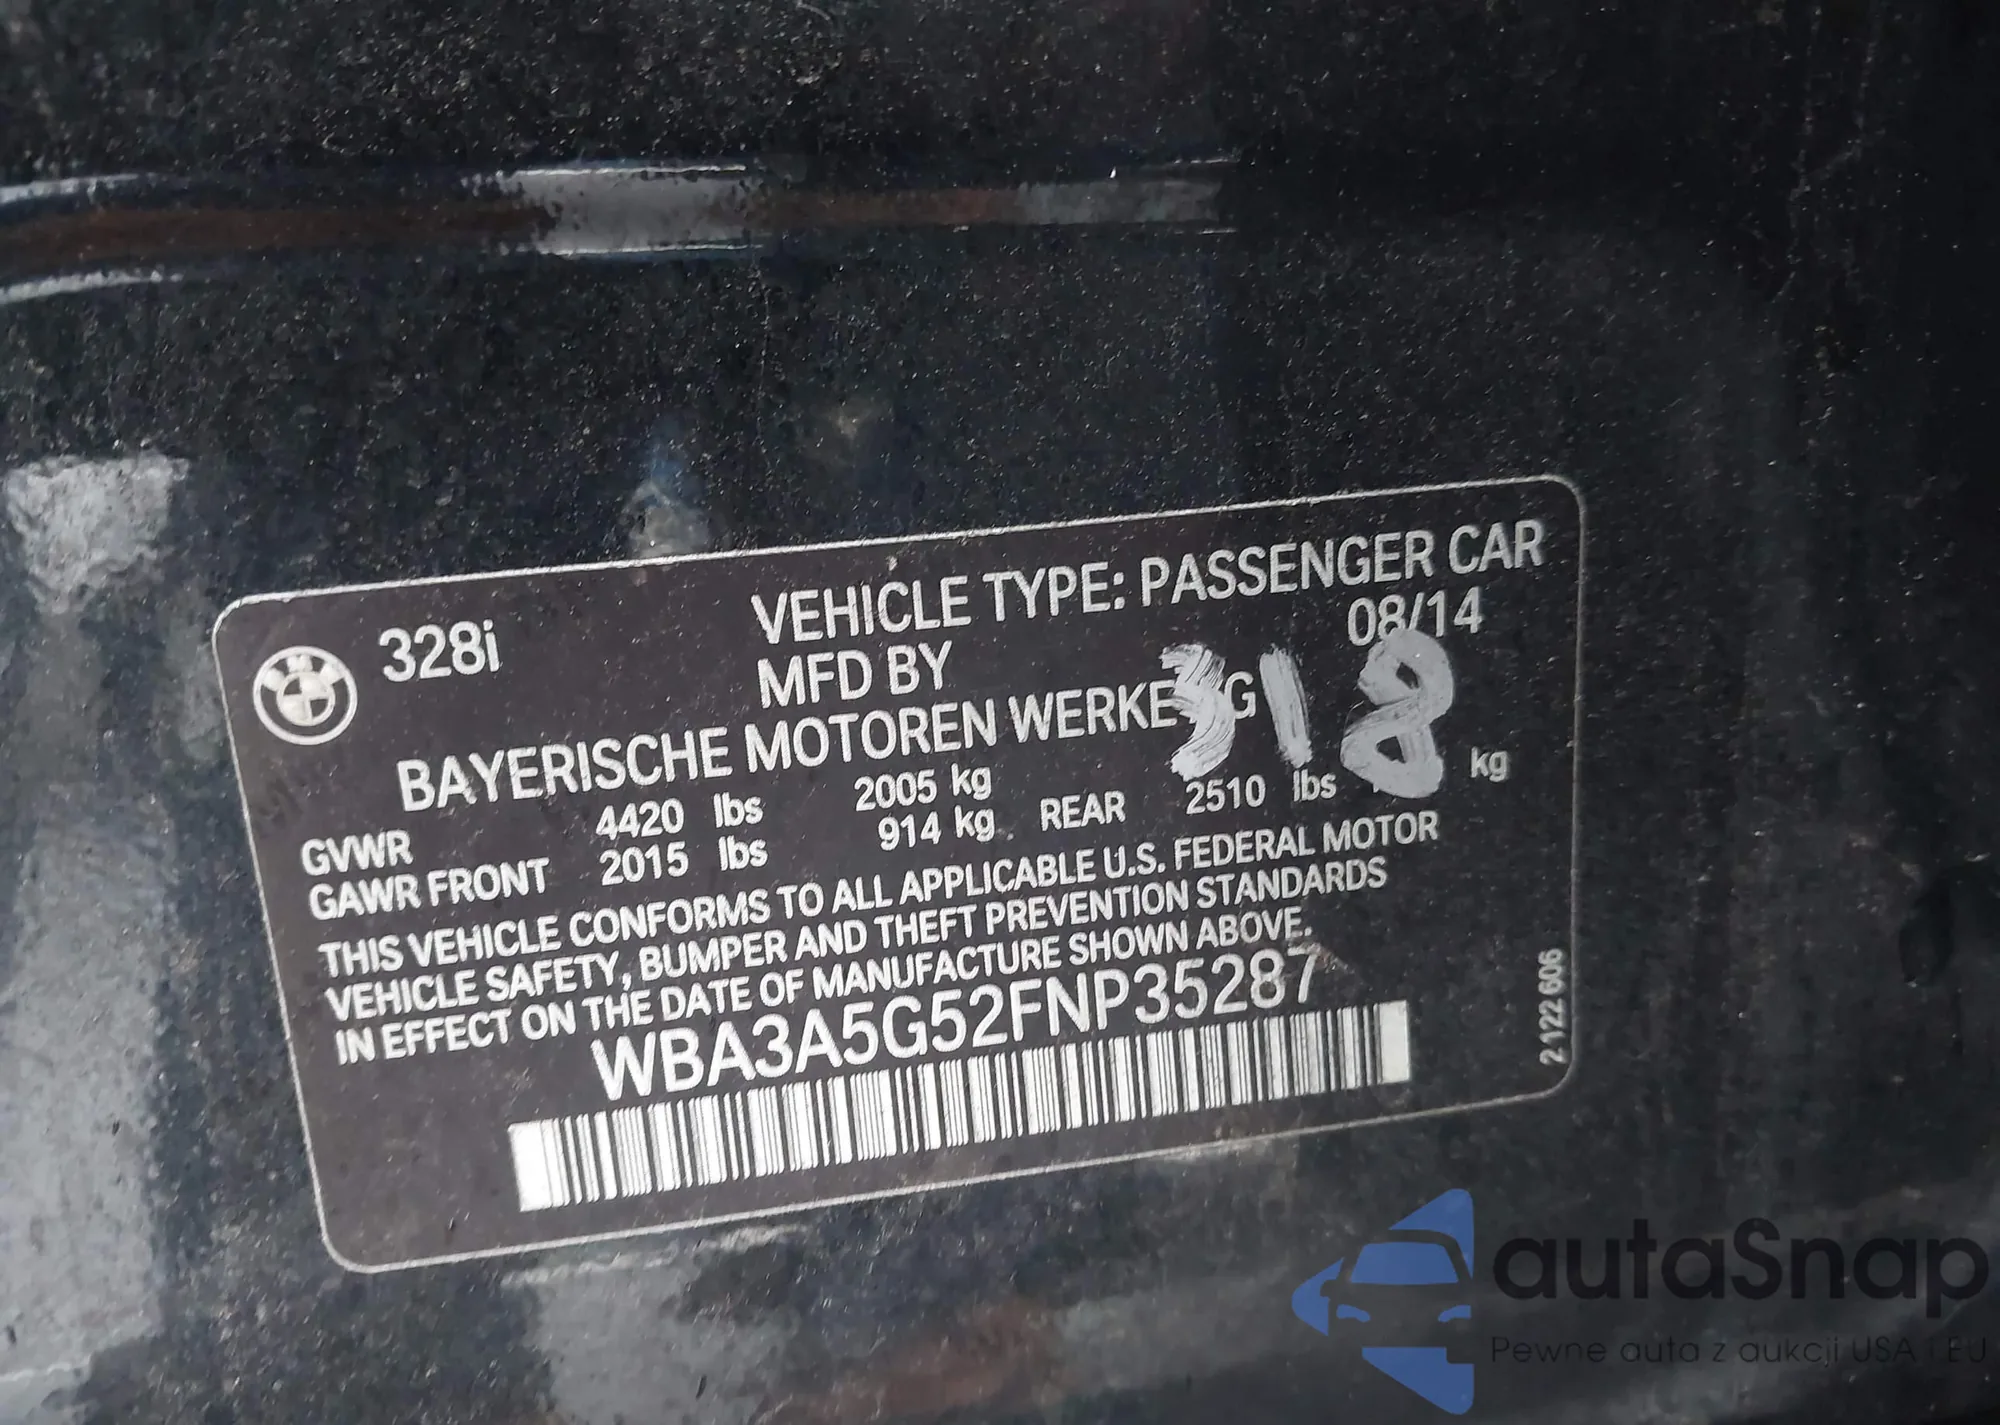 328i
VEHICLE TYPE: PASSENGER CAR
MFD BY 08/14
BAYERISCHE MOTOREN WERKE G
318
GVWR 4420 lbs 2005 kg
GAWR FRONT 2015 lbs 914 kg. REAR 2510 lbs kg
THIS VEHICLE CONFORMS TO ALL APPLICABLE U.S. FEDERAL MOTOR
VEHICLE SAFETY, BUMPER AND THEFT PREVENTION STANDARDS
IN EFFECT ON THE DATE OF MANUFACTURE SHOWN ABOVE.
WBA3A5G52FNP35287
2 122 606
autaSnap
Pewne auta z aukcji USA i EU